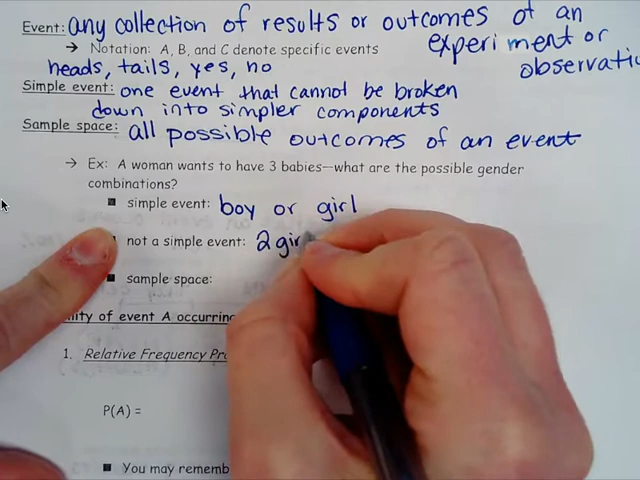 Event: any collection of results or outcomes of an
experiment or
→ Notation: A, B, and C denote specific events
heads, tails, yes, no
Simple event: one event that cannot be broken
down into simpler components
Sample space: all possible outcomes of an event
→ Ex: A woman wants to have 3 babies—what are the possible gender
combinations?
■ simple event: boy or girl
■ not a simple event: 2 gir
■ sample space:
of event A occurring
1. Relative Frequency
P(A) =
■ You may